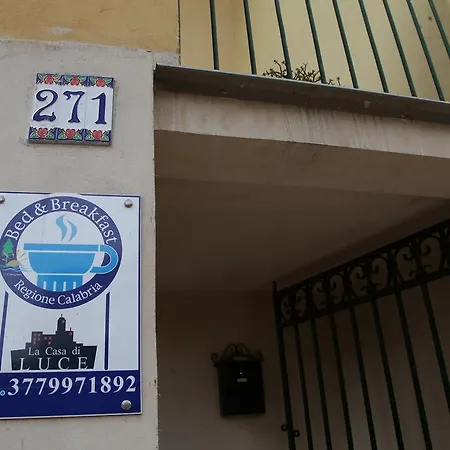 271
Bed & Breakfast
Regione Calabria
La Casa di
LUCE
3779971892